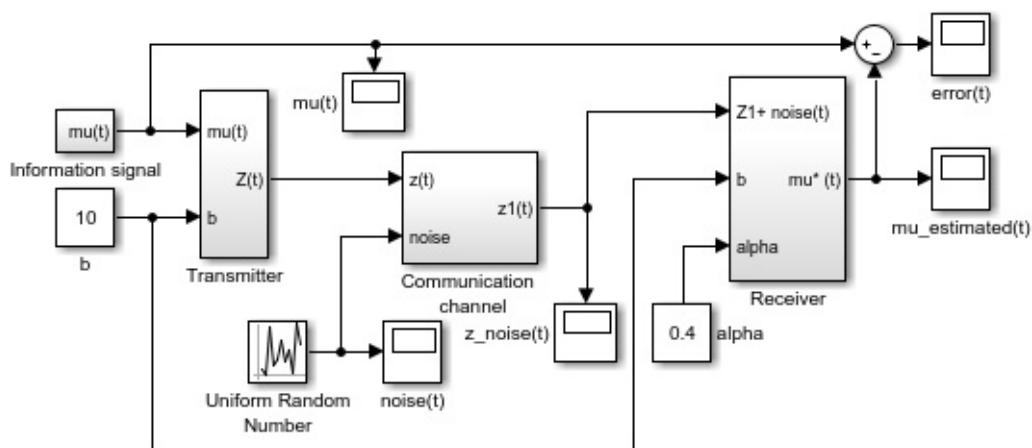 +
-
error(t)
mu(t)
mu(t)
Information signal
mu(t)
Z(t)
b
Transmitter
10
b
z(t)
z1(t)
noise
Communication
channel
Z1+ noise(t)
b
mu* (t)
alpha
Receiver
mu_estimated(t)
z_noise(t)
0.4
alpha
Uniform Random
Number
noise(t)